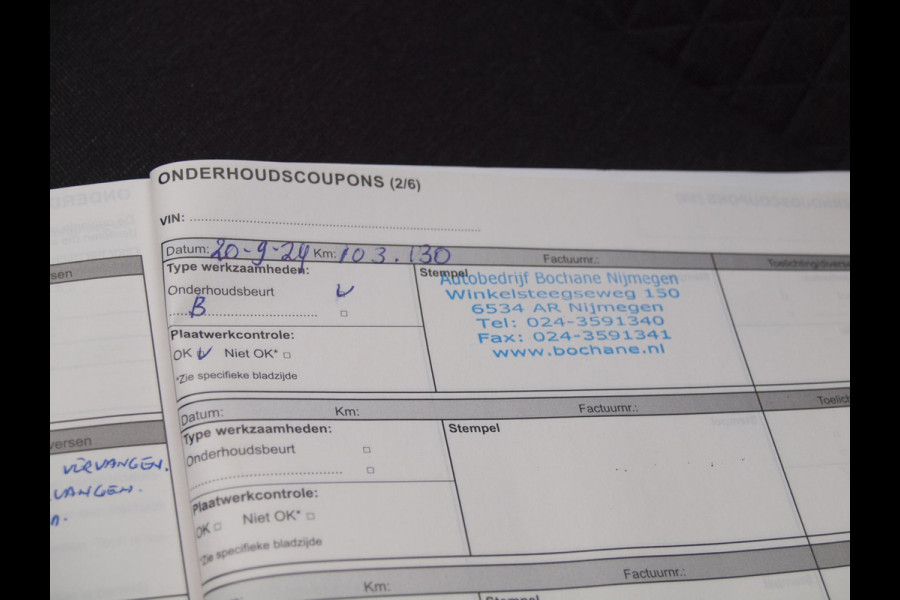 ONDERHOUDSCOUPONS (2/6)
VIN:
Datum: 20-9-24 Km: 103.130 Factuurnr.:
Type werkzaamheden:
Stempel
Onderhoudsbeurt
B
Autobedrijf Bochane Nijmegen
Winkelsteegseweg 150
6534 AR Nijmegen
Tel: 024-3591340
Fax: 024-3591341
www.bochane.nl
Plaatwerkcontrole:
OK Niet OK*
*Zie specifieke bladzijde
Datum: Km: Factuurnr.:
Type werkzaamheden:
Stempel
Onderhoudsbeurt
Plaatwerkcontrole:
OK Niet OK*
*Zie specifieke bladzijde
Km: Factuurnr.:
Stempel
sen
versen
VERVANGEN.
VANGEN.